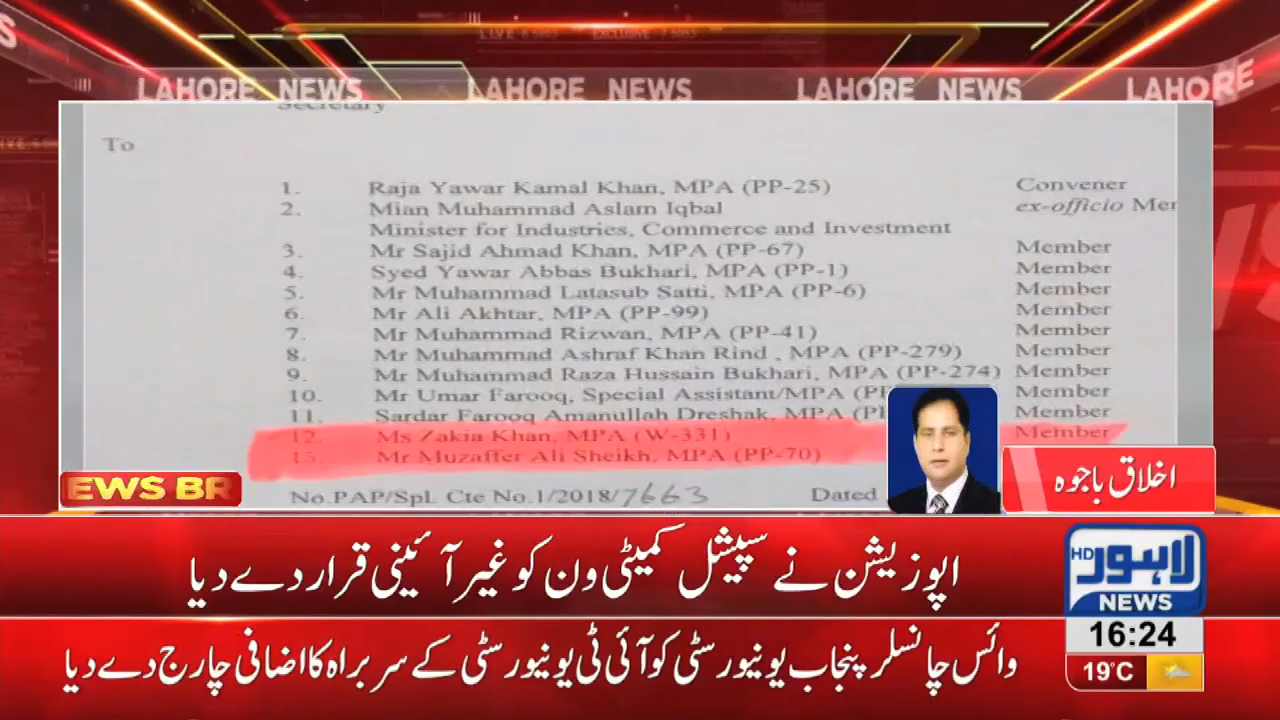 LAHORE NEWS LAHORE NEWS LAHORE NEWS LAHORE
Secretary
To
1. Raja Yawar Kamal Khan, MPA (PP-25) Convener
2. Mian Muhammad Aslam Iqbal ex-officio Mer
Minister for Industries, Commerce and Investment
3. Mr Sajid Ahmad Khan, MPA (PP-67) Member
4. Syed Yawar Abbas Bukhari, MPA (PP-1) Member
5. Mr Muhammad Latasub Satti, MPA (PP-6) Member
6. Mr Ali Akhtar, MPA (PP-99) Member
7. Mr Muhammad Rizwan, MPA (PP-41) Member
8. Mr Muhammad Ashraf Khan Rind , MPA (PP-279) Member
9. Mr Muhammad Raza Hussain Bukhari, MPA (PP-274) Member
10. Mr Umar Farooq, Special Assistant/MPA Member
11. Sardar Farooq Amanullah Dreshak, MPA Member
12. Ms Zakia Khan, MPA (W-331) Member
13. Mr Muzaffer Ali Sheikh, MPA (PP-70)
No.PAP/Spl. Cte No.1/2018/7663 Dated
EWS BR
اخلاق باجوہ
اپوزیشن نے سپیشل کمیٹی ون کو غیر آئینی قرار دے دیا
HD لاہور NEWS
16:24
وائس چانسلر پنجاب یونیورسٹی کو آئی ٹی یونیورسٹی کے سربراہ کا اضافی چارج دے دیا
19°C